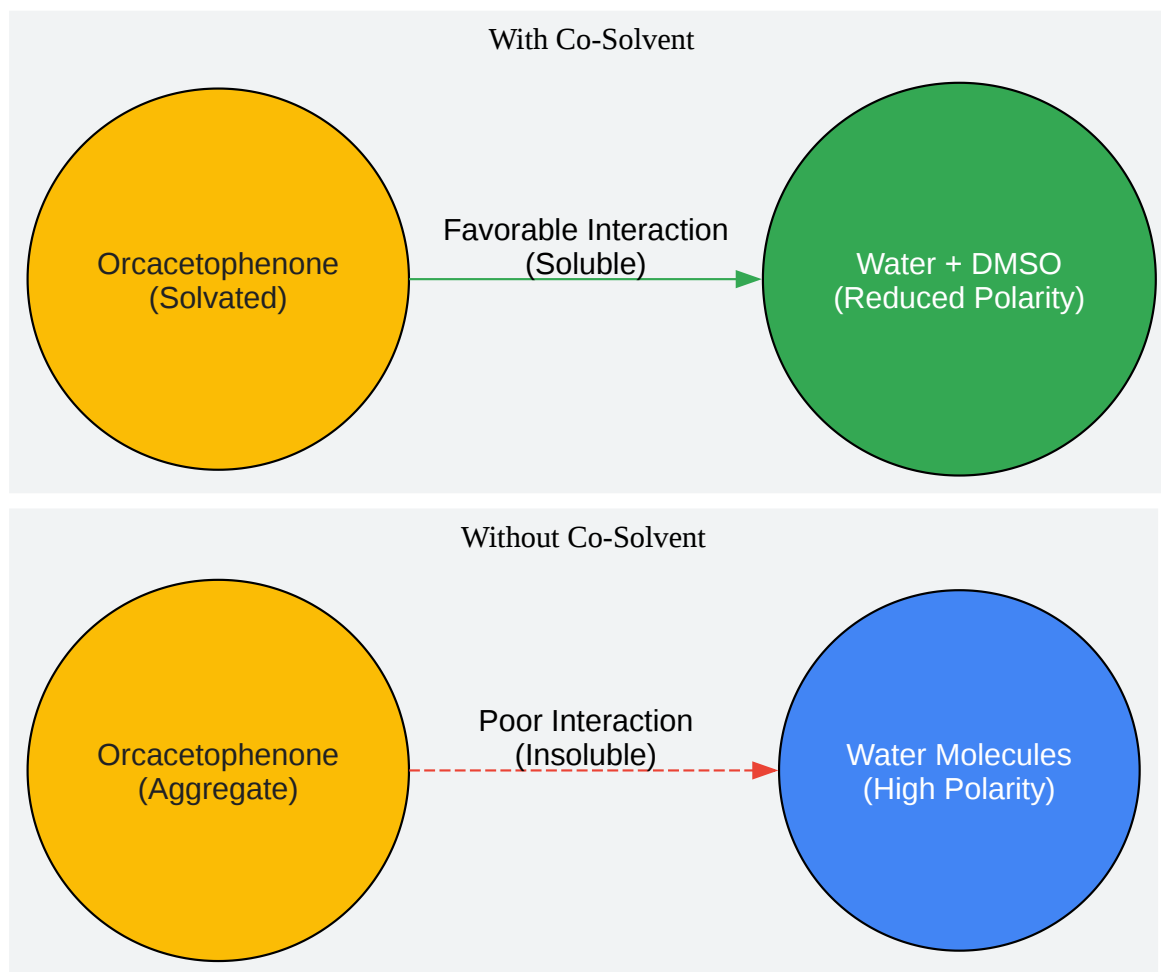 With Co-Solvent
Orcacetophenone
(Solvated)
Favorable Interaction
(Soluble)
Water + DMSO
(Reduced Polarity)
Without Co-Solvent
Orcacetophenone
(Aggregate)
Poor Interaction
(Insoluble)
Water Molecules
(High Polarity)